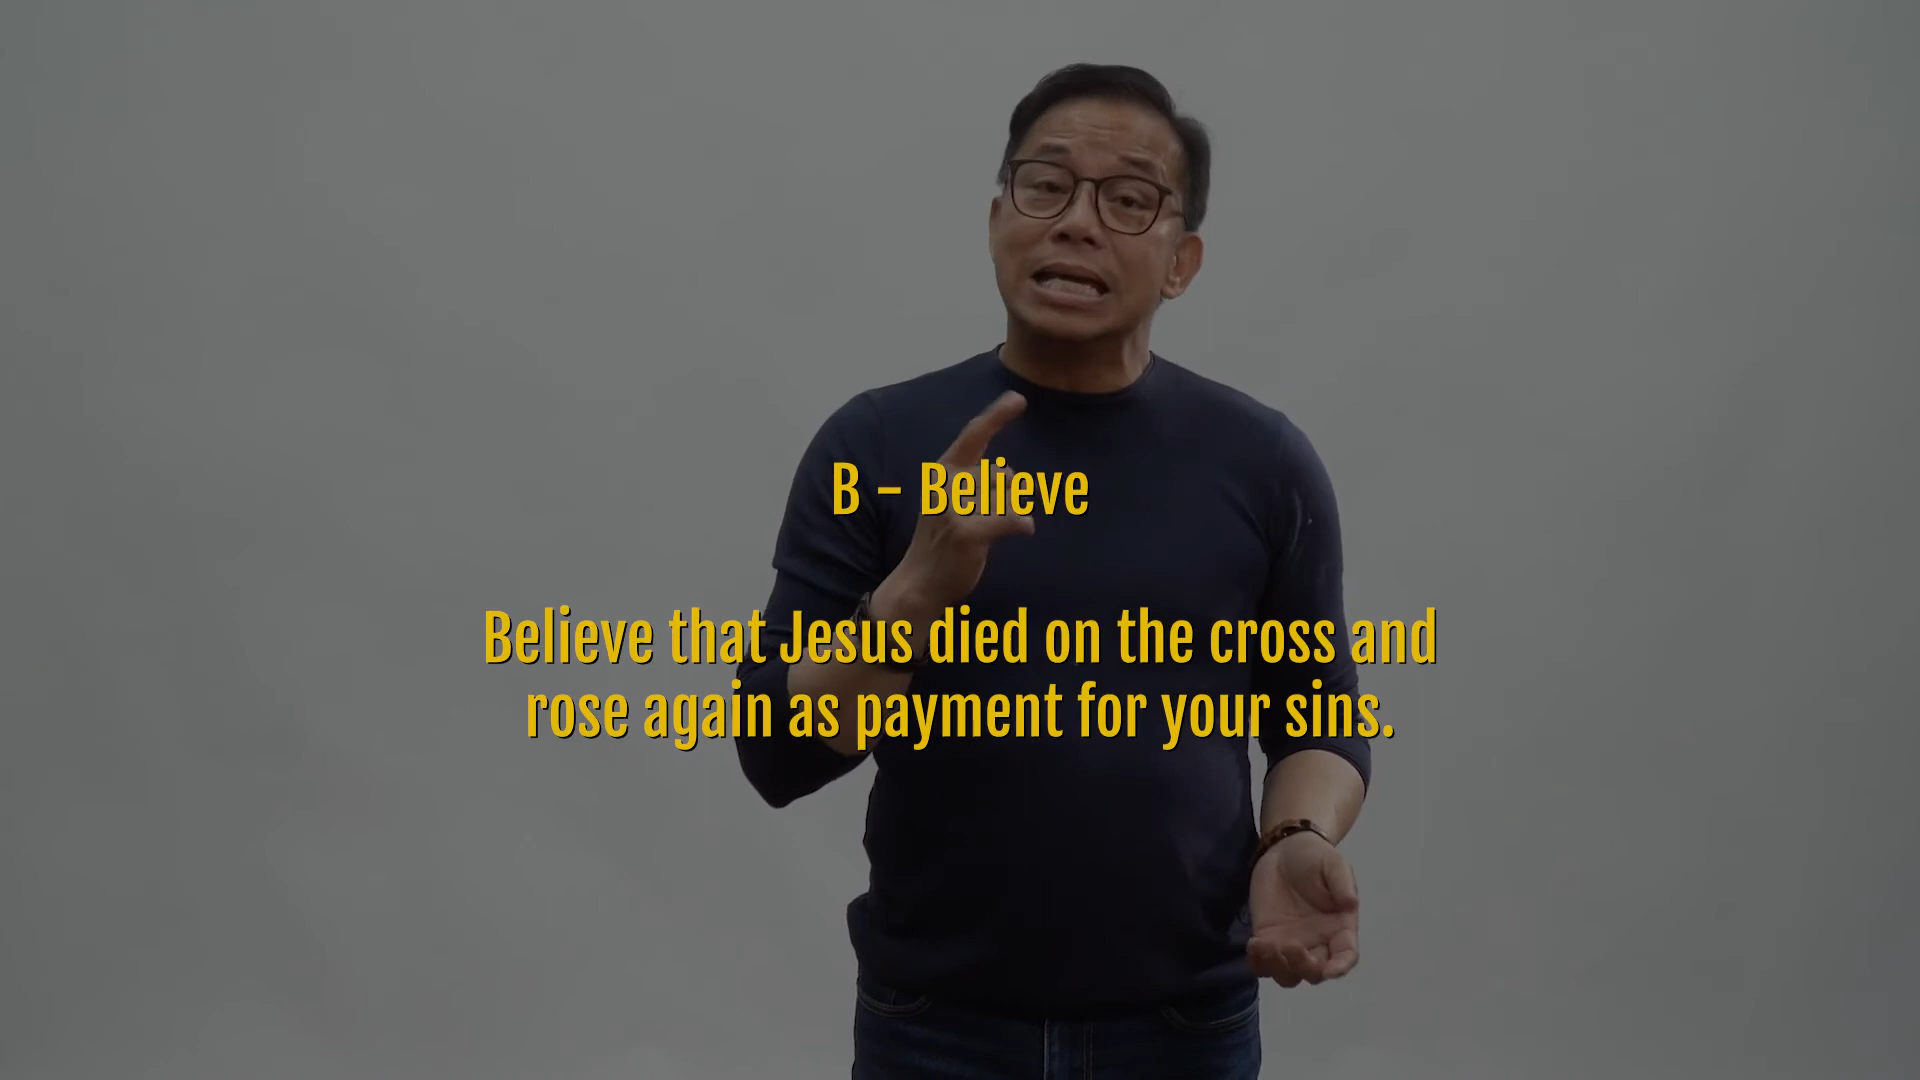 B - Believe
Believe that Jesus died on the cross and
rose again as payment for your sins.